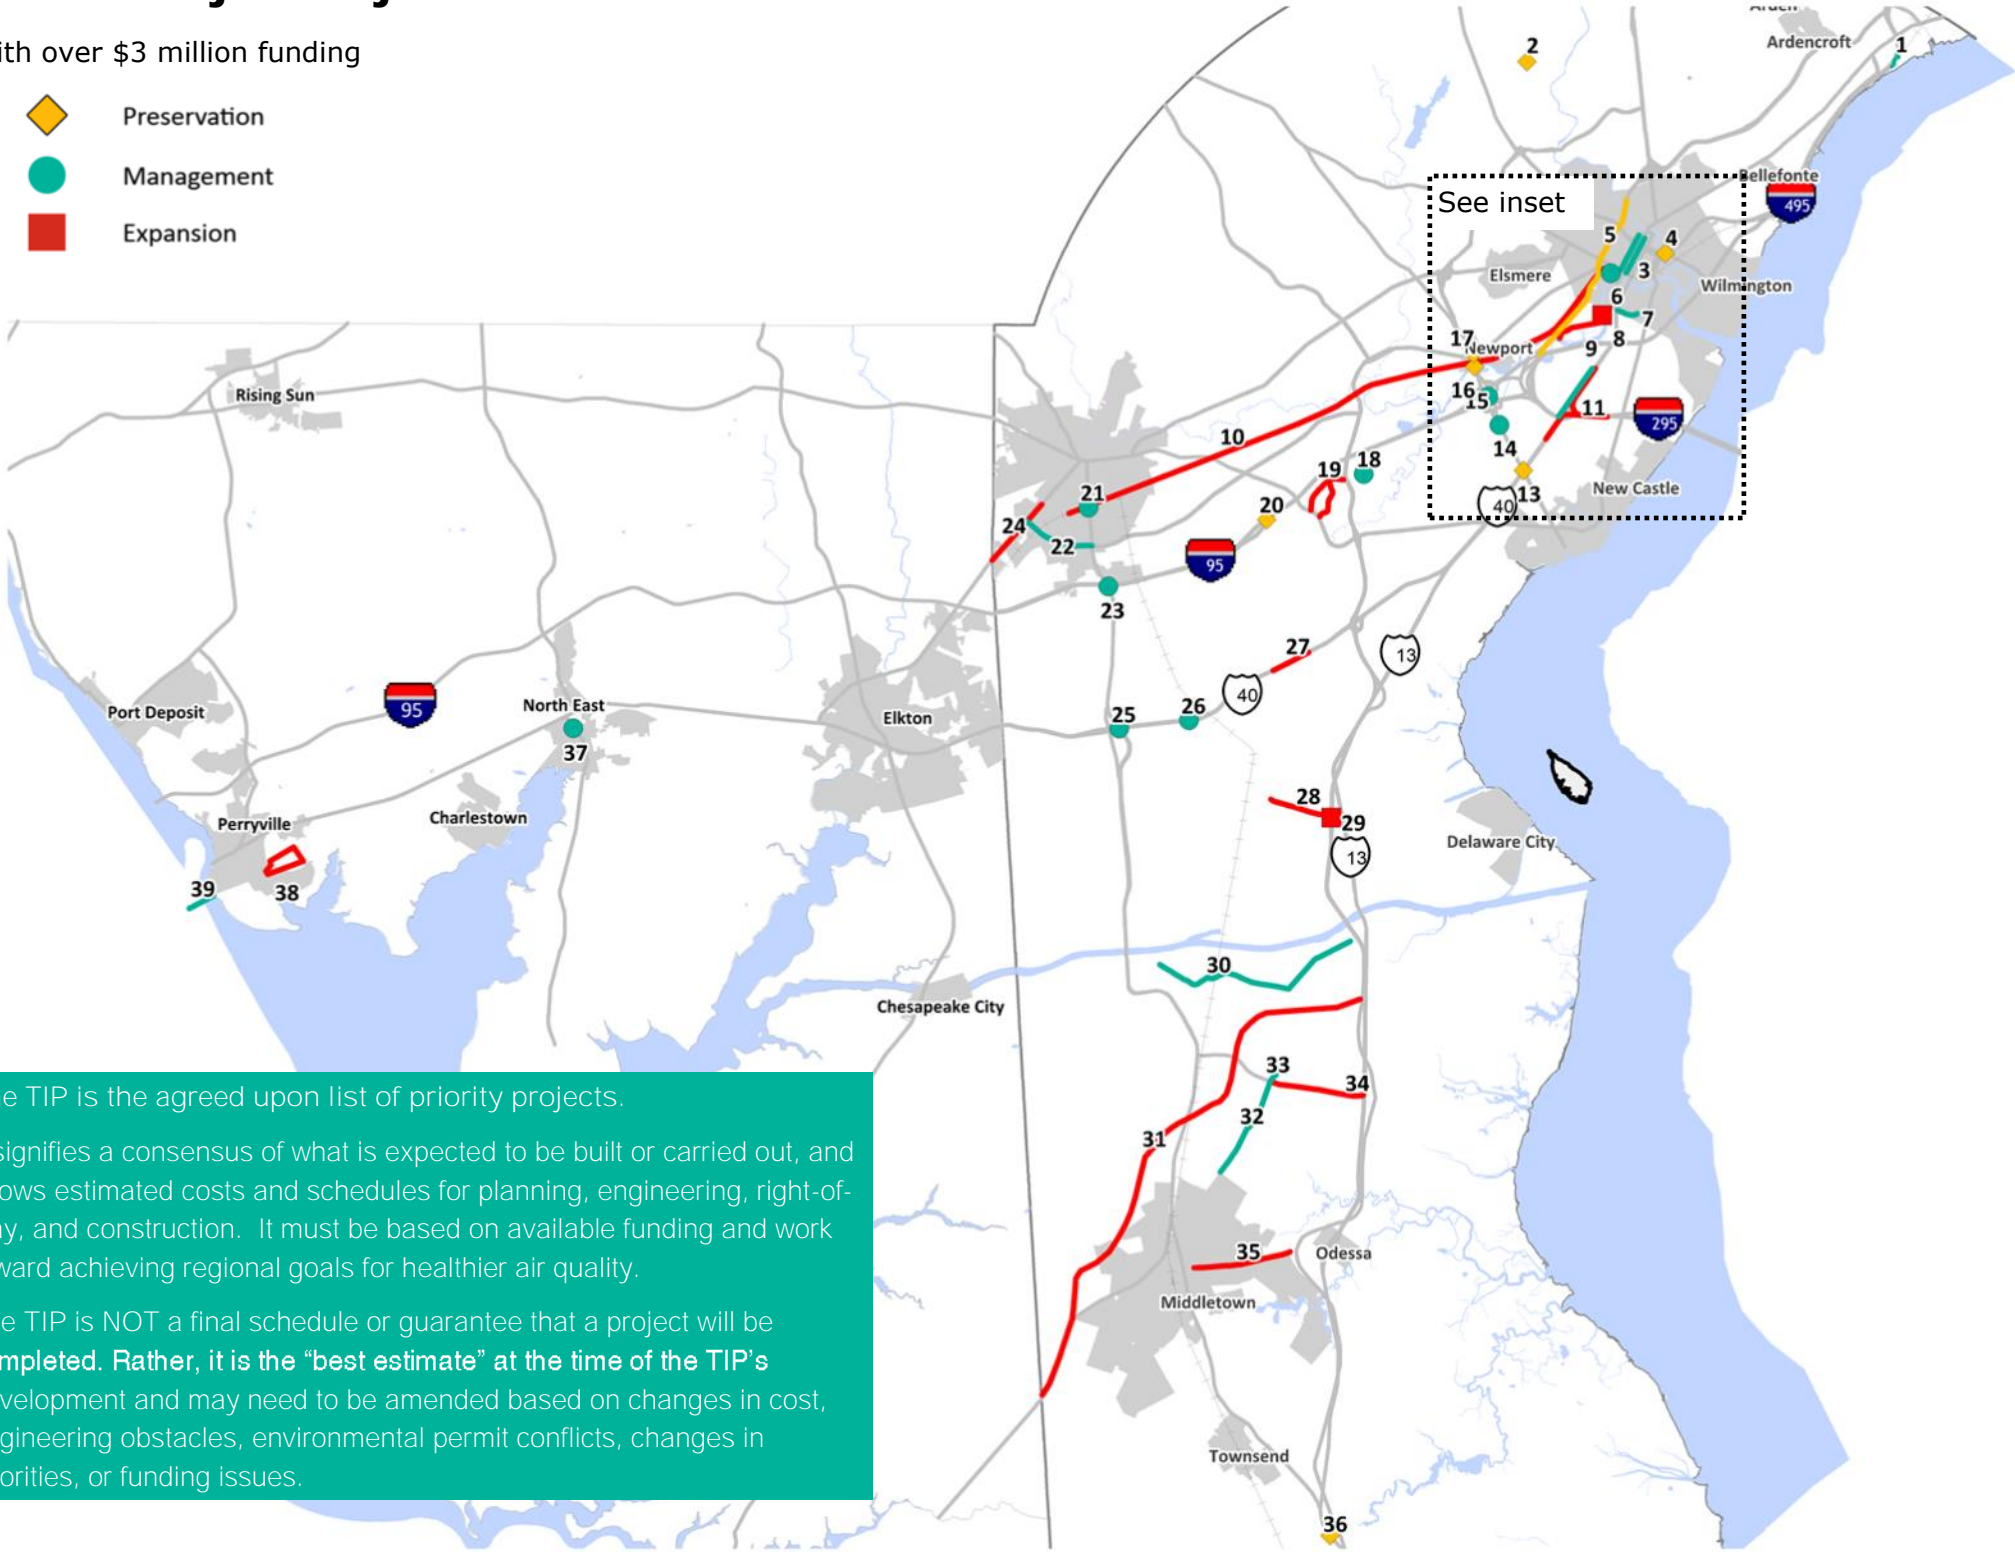 ith over $3 million funding
Preservation
Management
Expansion
Ardencroft
1
2
See inset
Bellefonte
495
5
4
Elsmere
3
Wilmington
6
7
17
Newport
9
8
16
15
11
295
14
13
40
New Castle
Rising Sun
10
19
18
21
20
24
22
95
23
27
13
40
Port Deposit
95
North East
37
Elkton
25
26
28
29
13
Delaware City
Perryville
Charlestown
39
38
30
Chesapeake City
33
34
32
31
35
Odessa
Middletown
Townsend
36
e TIP is the agreed upon list of priority projects.
signifies a consensus of what is expected to be built or carried out, and
ows estimated costs and schedules for planning, engineering, right-of-
y, and construction. It must be based on available funding and work
ward achieving regional goals for healthier air quality.
e TIP is NOT a final schedule or guarantee that a project will be
mpleted. Rather, it is the “best estimate” at the time of the TIP’s
velopment and may need to be amended based on changes in cost,
gineering obstacles, environmental permit conflicts, changes in
orities, or funding issues.